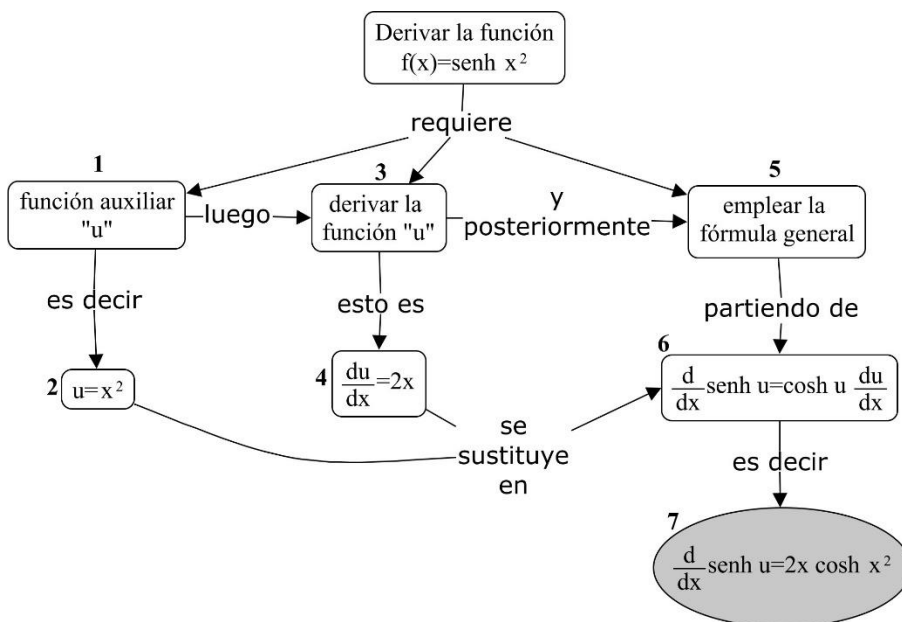 Derivar la función
f(x)=senh x²
requiere
1
función auxiliar
"u"
luego
3
derivar la
función "u"
y
posteriormente
5
emplear la
fórmula general
es decir
esto es
partiendo de
2
u=x²
4
du/dx=2x
6
d/dx senh u=cosh u du/dx
se
sustituye
en
es decir
7
d/dx senh u=2x cosh x²